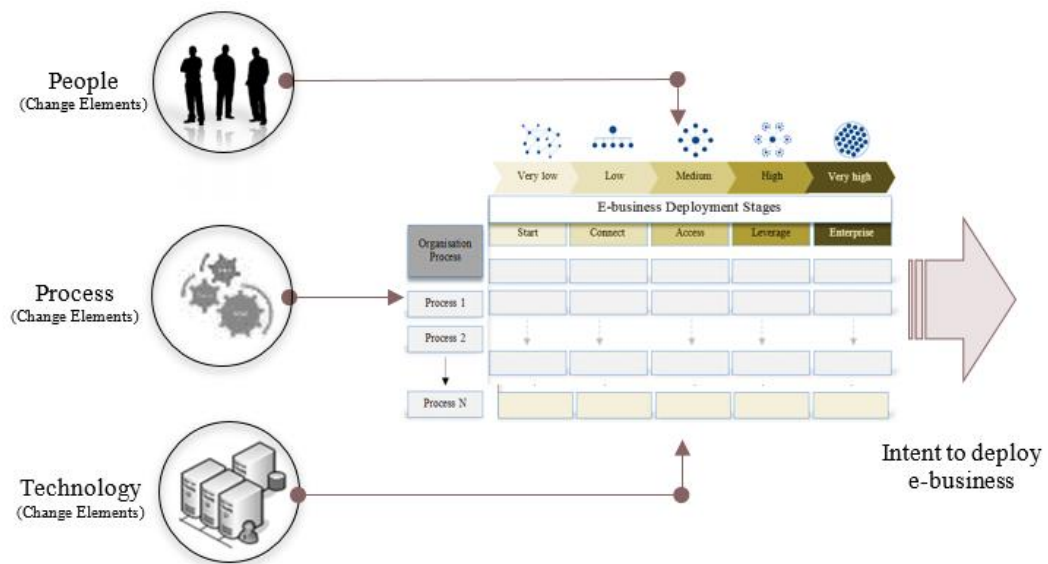 People
(Change Elements)
Very low Low Medium High Very high
E-business Deployment Stages
Organisation
Process
Start Connect Access Leverage Enterprise
Process
(Change Elements)
Process 1
Process 2
Process N
Technology
(Change Elements)
Intent to deploy
e-business